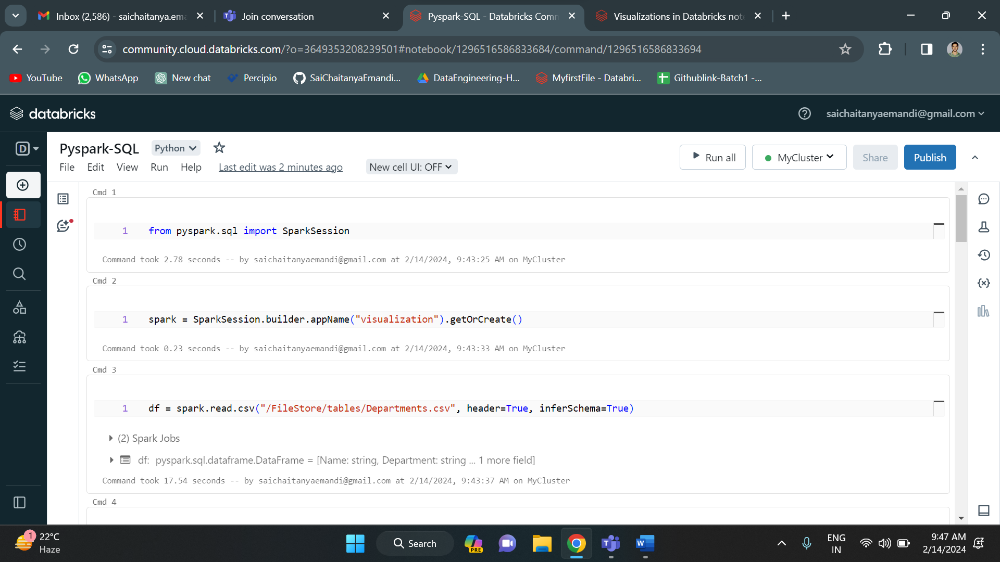 Inbox (2,586) - saichaitanya.ema
Join conversation
Pyspark-SQL - Databricks Comm
Visualizations in Databricks note
community.cloud.databricks.com/?o=3649353208239501#notebook/1296516586833684/command/1296516586833694
YouTube
WhatsApp
New chat
Percipio
SaiChaitanyaEmandi...
DataEngineering-H...
MyfirstFile - Databri...
Githublink-Batch1 -...
databricks
saichaitanyaemandi@gmail.com
D
Pyspark-SQL
Python
Run all
MyCluster
Share
Publish
File Edit View Run Help
Last edit was 2 minutes ago
New cell UI: OFF
Cmd 1
1 from pyspark.sql import SparkSession
Command took 2.78 seconds -- by saichaitanyaemandi@gmail.com at 2/14/2024, 9:43:25 AM on MyCluster
Cmd 2
1 spark = SparkSession.builder.appName("visualization").getOrCreate()
Command took 0.23 seconds -- by saichaitanyaemandi@gmail.com at 2/14/2024, 9:43:33 AM on MyCluster
Cmd 3
1 df = spark.read.csv("/FileStore/tables/Departments.csv", header=True, inferSchema=True)
(2) Spark Jobs
df: pyspark.sql.dataframe.DataFrame = [Name: string, Department: string ... 1 more field]
Command took 17.54 seconds -- by saichaitanyaemandi@gmail.com at 2/14/2024, 9:43:37 AM on MyCluster
Cmd 4
1
22°C
Haze
Search
PRE
ENG
IN
9:47 AM
2/14/2024